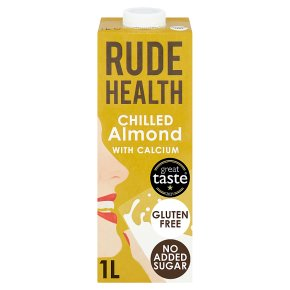 RUDE
HEALTH
CHILLED
Almond
WITH CALCIUM
great
taste
GLUTEN
FREE
NO
ADDED
SUGAR
1L